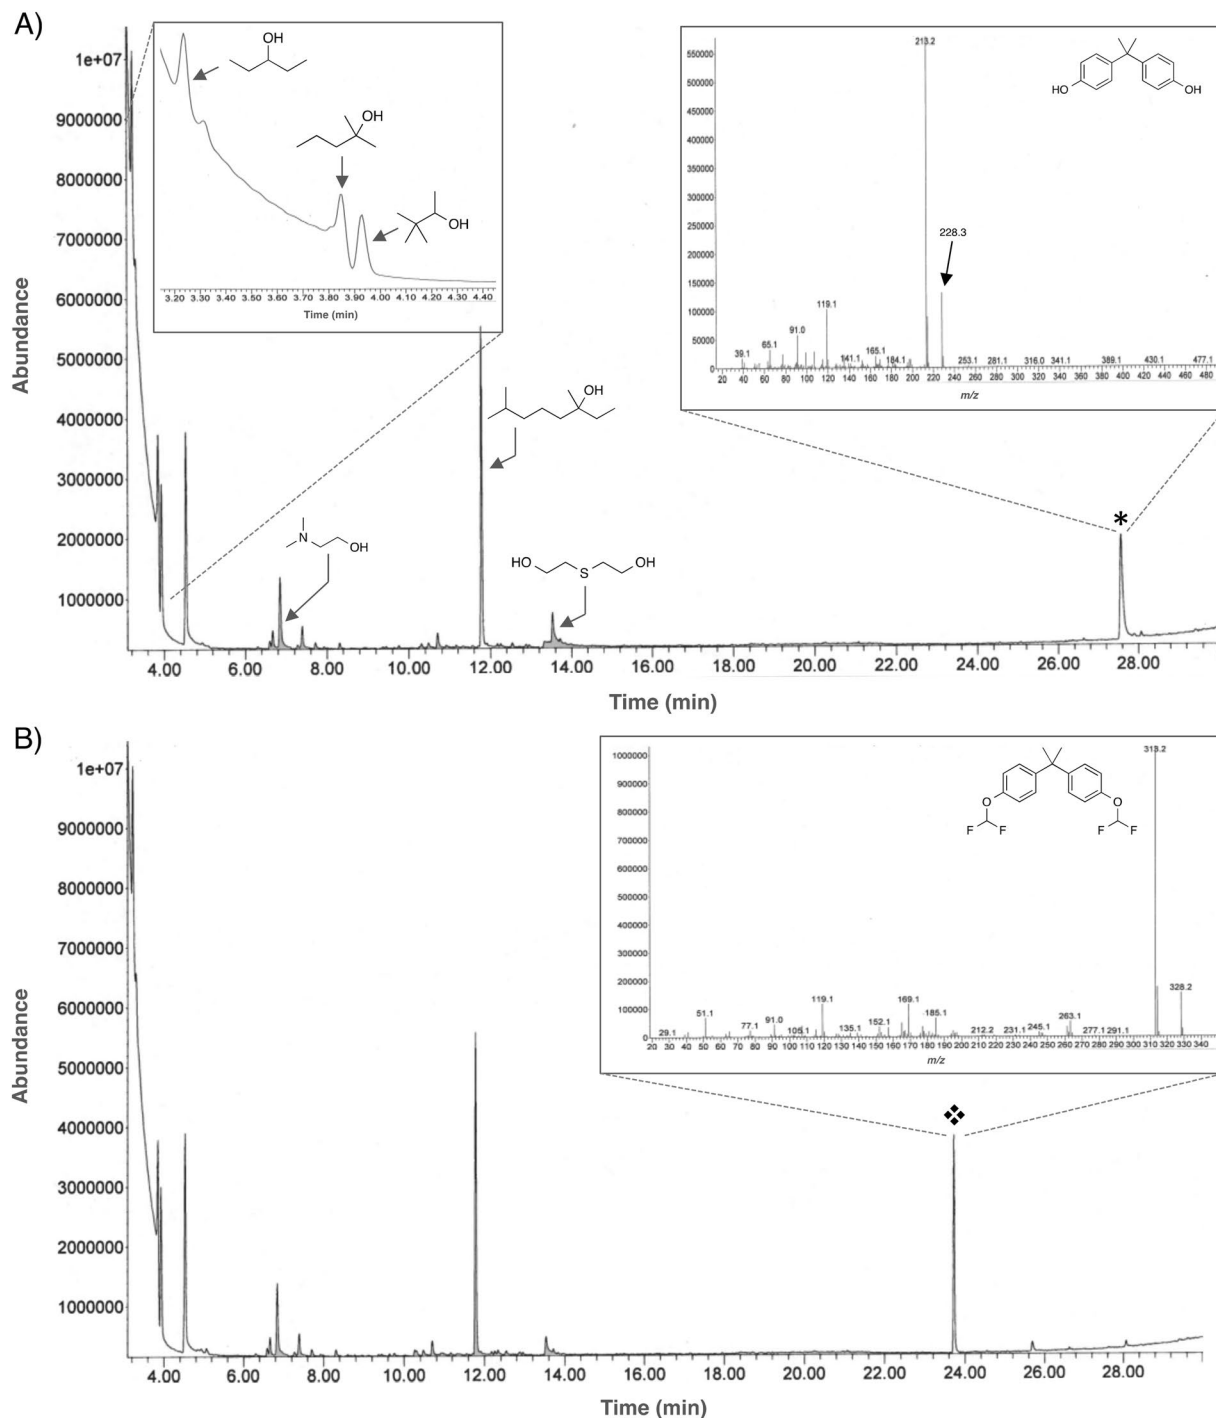 A)
1e+07
9000000
8000000
7000000
6000000
5000000
4000000
3000000
2000000
1000000
Abundance
4.00 6.00 8.00 10.00 12.00 14.00 16.00 18.00 20.00 22.00 24.00 26.00 28.00
Time (min)
OH
OH
OH
3.20 3.30 3.40 3.50 3.60 3.70 3.80 3.90 4.00 4.10 4.20 4.30 4.40
Time (min)
OH
N
OH
HO
OH
S
*
550000
500000
450000
400000
350000
300000
250000
200000
150000
100000
50000
0
213.2
228.3
HO
OH
39.1
65.1
91.0
119.1
141.1
165.1
184.1
253.1
281.1
316.0
341.1
389.1
430.1
477.1
20 40 60 80 100 120 140 160 180 200 220 240 260 280 300 320 340 360 380 400 420 440 460 480
m/z
B)
1e+07
9000000
8000000
7000000
6000000
5000000
4000000
3000000
2000000
1000000
Abundance
4.00 6.00 8.00 10.00 12.00 14.00 16.00 18.00 20.00 22.00 24.00 26.00 28.00
Time (min)
1000000
900000
800000
700000
600000
500000
400000
300000
200000
100000
0
313.2
328.2
O
O
F F
F F
29.1
51.1
77.1
91.0
105.1
119.1
135.1
152.1
169.1
185.1
212.2
231.1
245.1
263.1
277.1
291.1
20 30 40 50 60 70 80 90 100 110 120 130 140 150 160 170 180 190 200 210 220 230 240 250 260 270 280 290 300 310 320 330 340
m/z